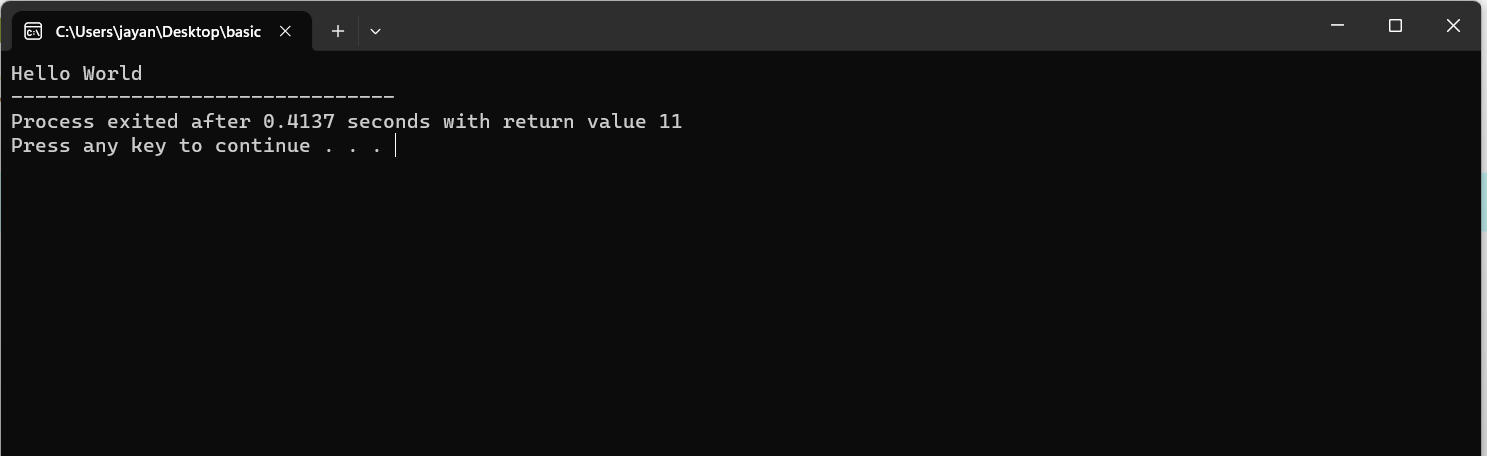 C:\Users\jayan\Desktop\basic
Hello World
--------------------------------
Process exited after 0.4137 seconds with return value 11
Press any key to continue . . .